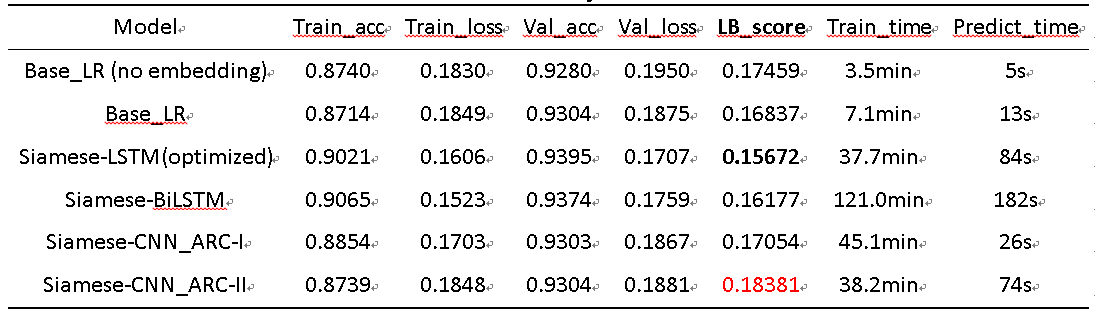 Model Train_acc Train_loss Val_acc Val_loss LB_score Train_time Predict_time
Base_LR (no embedding) 0.8740 0.1830 0.9280 0.1950 0.17459 3.5min 5s
Base_LR 0.8714 0.1849 0.9304 0.1875 0.16837 7.1min 13s
Siamese-LSTM(optimized) 0.9021 0.1606 0.9395 0.1707 0.15672 37.7min 84s
Siamese-BiLSTM 0.9065 0.1523 0.9374 0.1759 0.16177 121.0min 182s
Siamese-CNN_ARC-I 0.8854 0.1703 0.9303 0.1867 0.17054 45.1min 26s
Siamese-CNN_ARC-II 0.8739 0.1848 0.9304 0.1881 0.18381 38.2min 74s